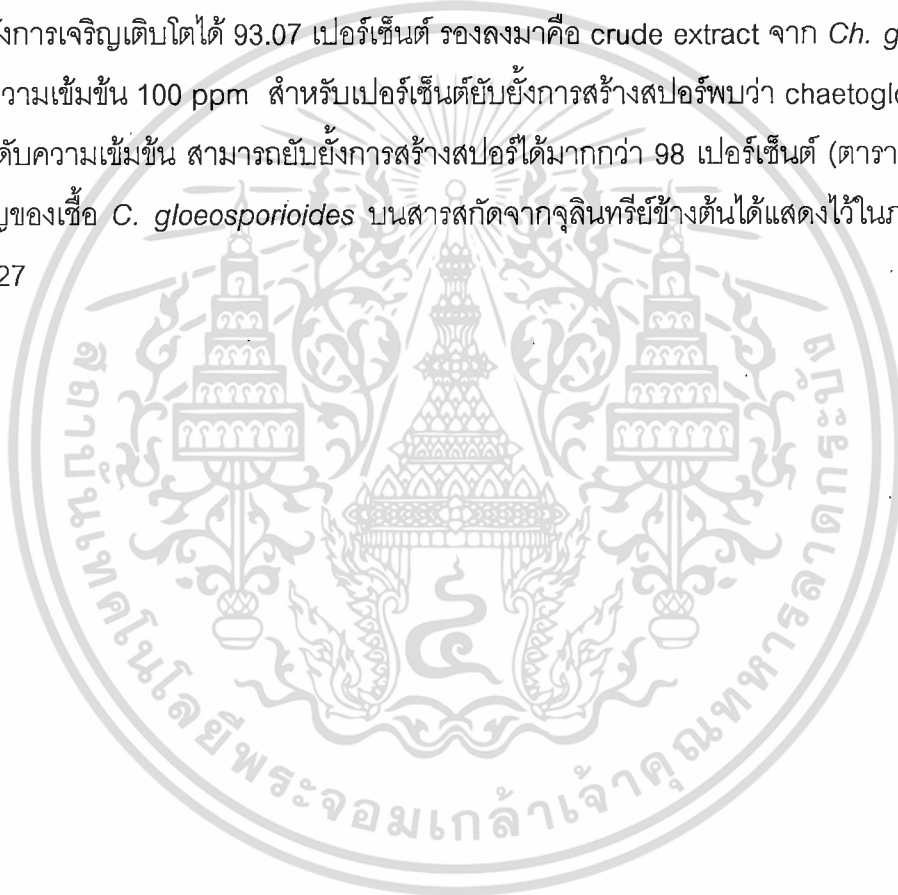 งการเจริญเติบโตได้ 93.07 เปอร์เซ็นต์ รองลงมาคือ crude extract จาก Ch. g
วามเข้มข้น 100 ppm สำหรับเปอร์เซ็นต์ยับยั้งการสร้างสปอร์พบว่า chaetogl
ดับความเข้มข้น สามารถยับยั้งการสร้างสปอร์ได้มากกว่า 98 เปอร์เซ็นต์ (ตารา
ญของเชื้อ C. gloeosporioides บนสารสกัดจากจุลินทรีย์ข้างต้นได้แสดงไว้ในภ
27
สถาบันเทคโนโลยีพระจอมเกล้าเจ้าคุณทหารลาดกระบัง